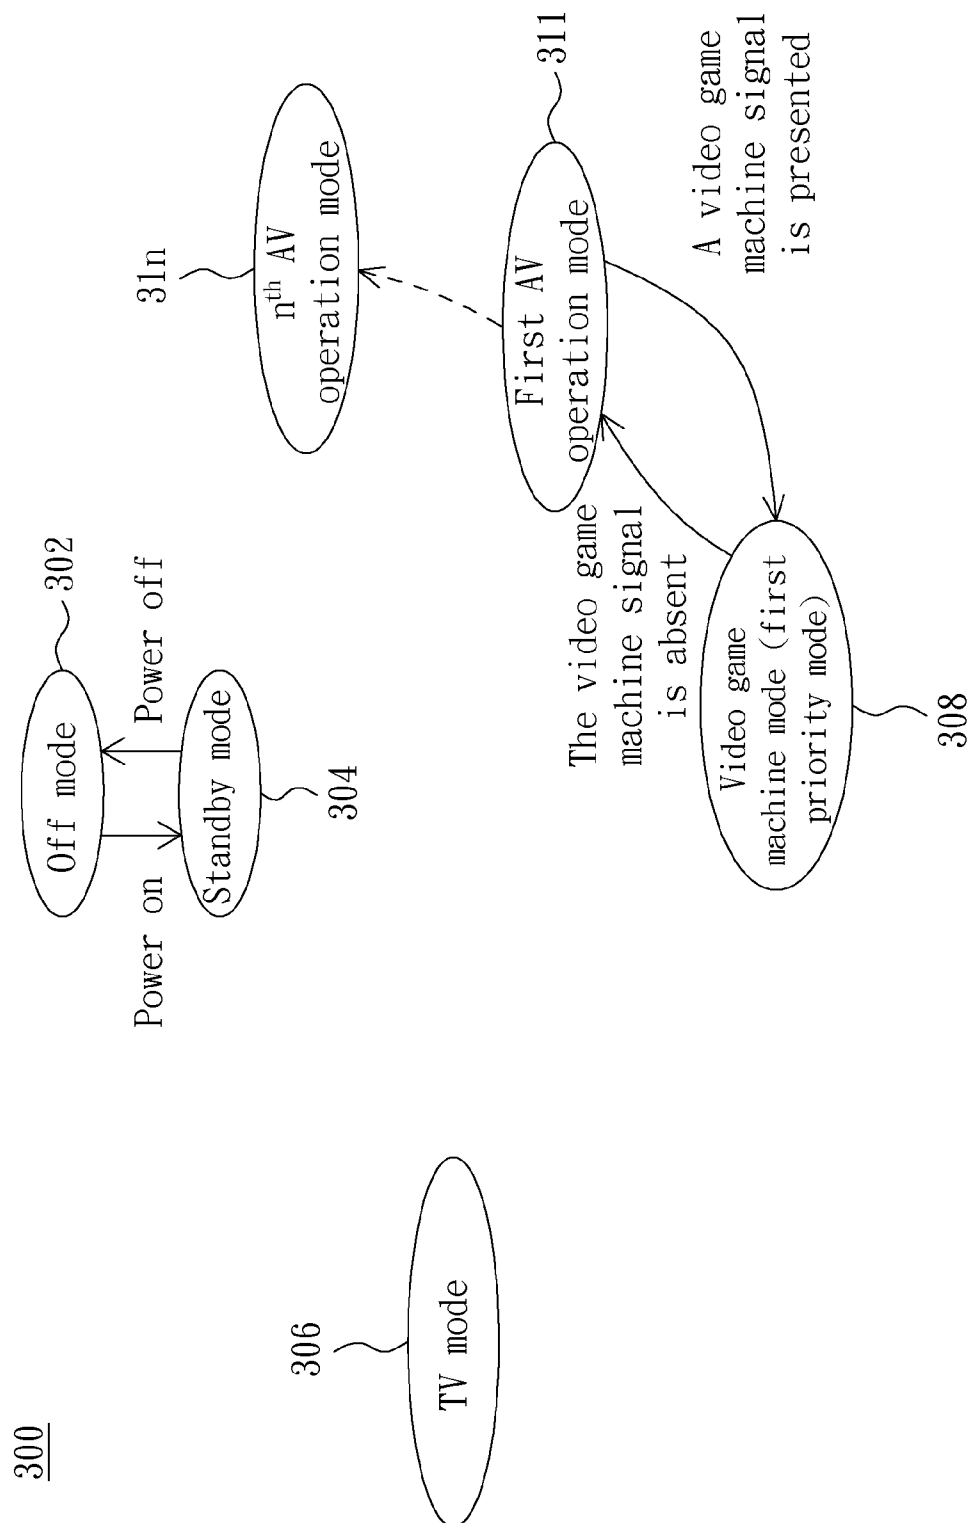 300
302
Off mode
Power on
Power off
Standby mode
304
31n
nth AV
operation mode
306
TV mode
311
First AV
operation mode
The video game
machine signal
is absent
A video game
machine signal
is presented
Video game
machine mode (first
priority mode)
308